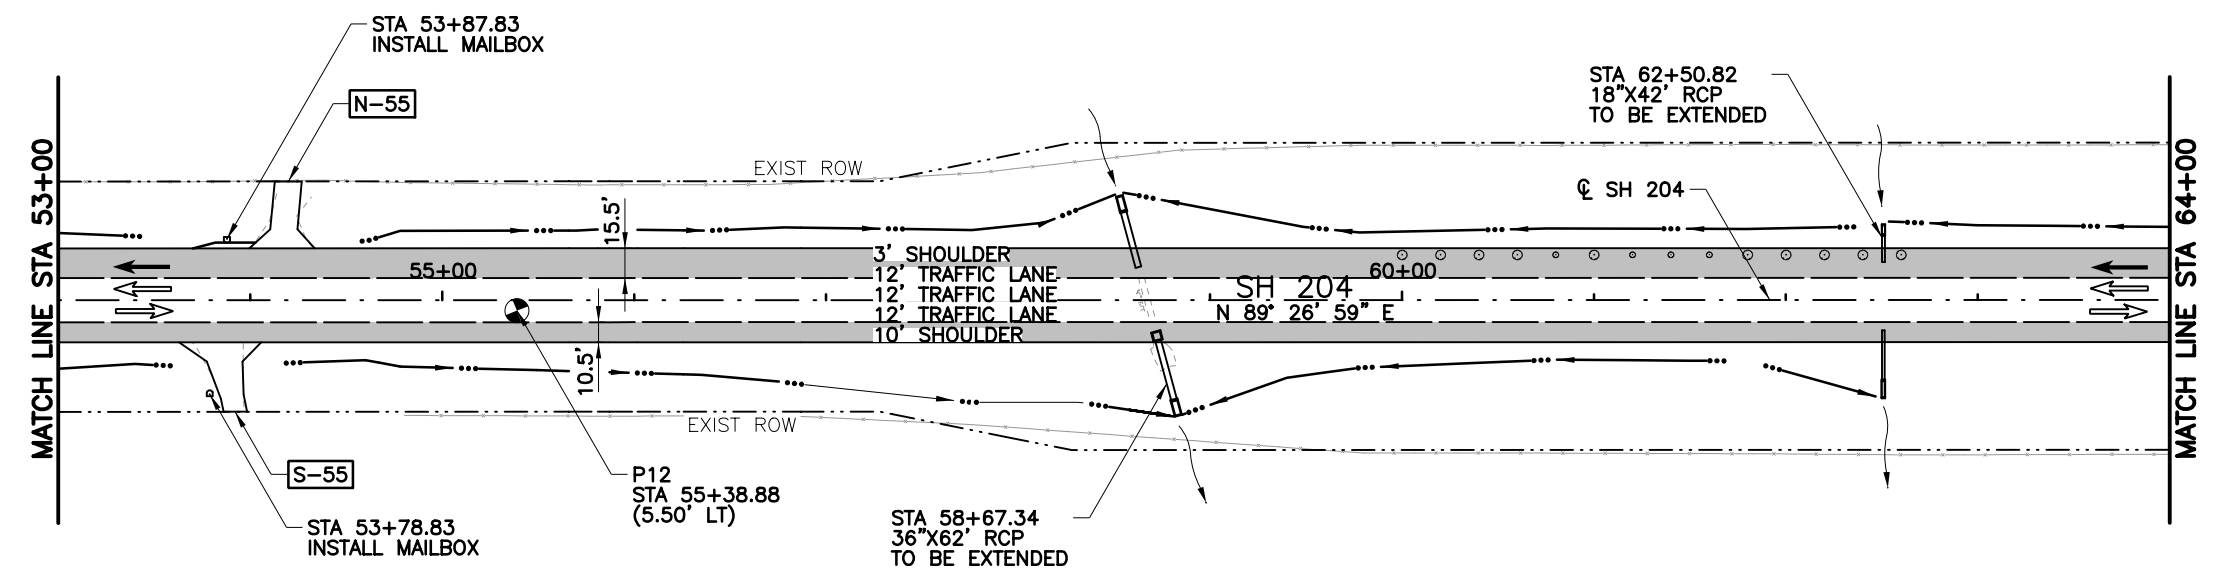 STA 53+87.83
INSTALL MAILBOX
N-55
STA 62+50.82
18"X42' RCP
TO BE EXTENDED
EXIST ROW
℄ SH 204
MATCH LINE STA 53+00
MATCH LINE STA 64+00
15.5'
3' SHOULDER
12' TRAFFIC LANE
12' TRAFFIC LANE
12' TRAFFIC LANE
10' SHOULDER
55+00
60+00
SH 204
N 89° 26' 59" E
10.5'
EXIST ROW
S-55
P12
STA 55+38.88
(5.50' LT)
STA 53+78.83
INSTALL MAILBOX
STA 58+67.34
36"X62' RCP
TO BE EXTENDED